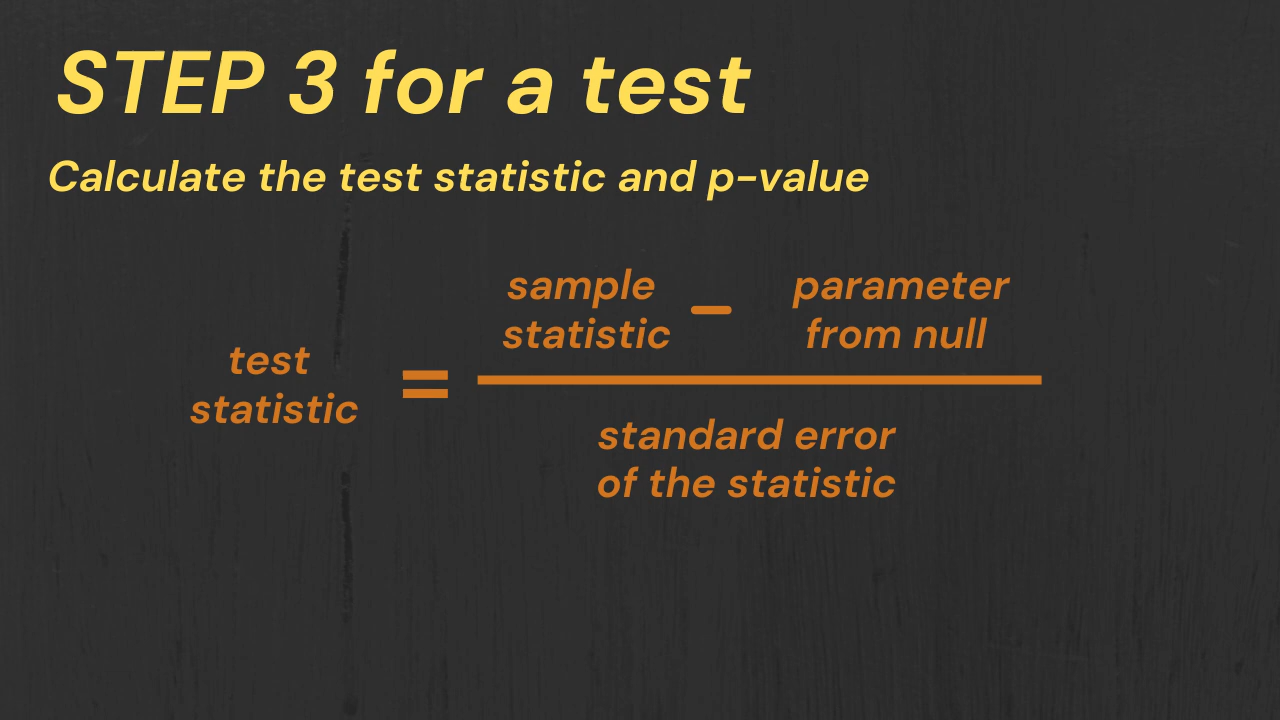 STEP 3 for a test
Calculate the test statistic and p-value
test
statistic
=
sample
statistic
–
parameter
from null
standard error
of the statistic